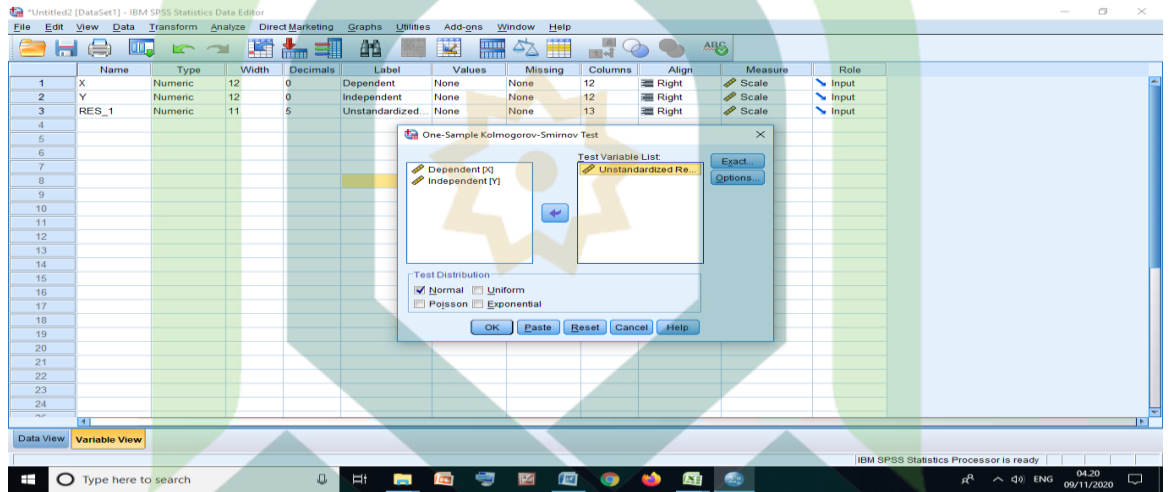 *Untitled2 [DataSet1] - IBM SPSS Statistics Data Editor
File Edit View Data Transform Analyze Direct Marketing Graphs Utilities Add-ons Window Help
Name Type Width Decimals Label Values Missing Columns Align Measure Role
1 X Numeric 12 0 Dependent None None 12 Right Scale Input
2 Y Numeric 12 0 Independent None None 12 Right Scale Input
3 RES_1 Numeric 11 5 Unstandardized... None None 13 Right Scale Input
4
5
6
7
8
9
10
11
12
13
14
15
16
17
18
19
20
21
22
23
24
One-Sample Kolmogorov-Smirnov Test
Test Variable List:
Dependent [X]
Independent [Y]
Unstandardized Re...
Exact...
Options...
Test Distribution
Normal Uniform
Poisson Exponential
OK Paste Reset Cancel Help
Data View Variable View
IBM SPSS Statistics Processor is ready
Type here to search
ENG
04.20
09/11/2020